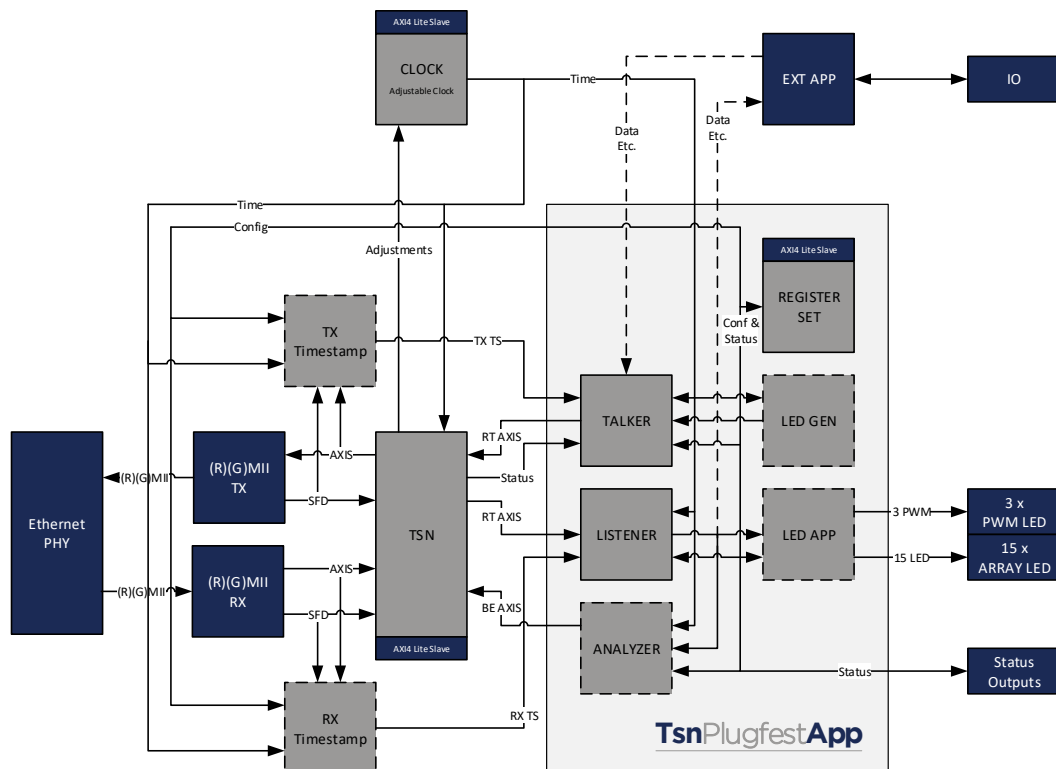 AXI4 Lite Slave
CLOCK
Adjustable Clock
Time
EXT APP
IO
Data
Etc.
Data
Etc.
Time
Config
Adjustments
AXI4 Lite Slave
REGISTER
SET
TX
Timestamp
TX TS
Conf &
Status
TALKER
LED GEN
RT AXIS
Status
(R)(G)MII
TX
AXIS
SFD
(R)(G)MII
Ethernet
PHY
TSN
RT AXIS
LISTENER
LED APP
3 PWM
3 x
PWM LED
15 LED
15 x
ARRAY LED
(R)(G)MII
(R)(G)MII
RX
AXIS
SFD
BE AXIS
AXI4 Lite Slave
ANALYZER
Status
Status
Outputs
RX
Timestamp
RX TS
TsnPlugfestApp